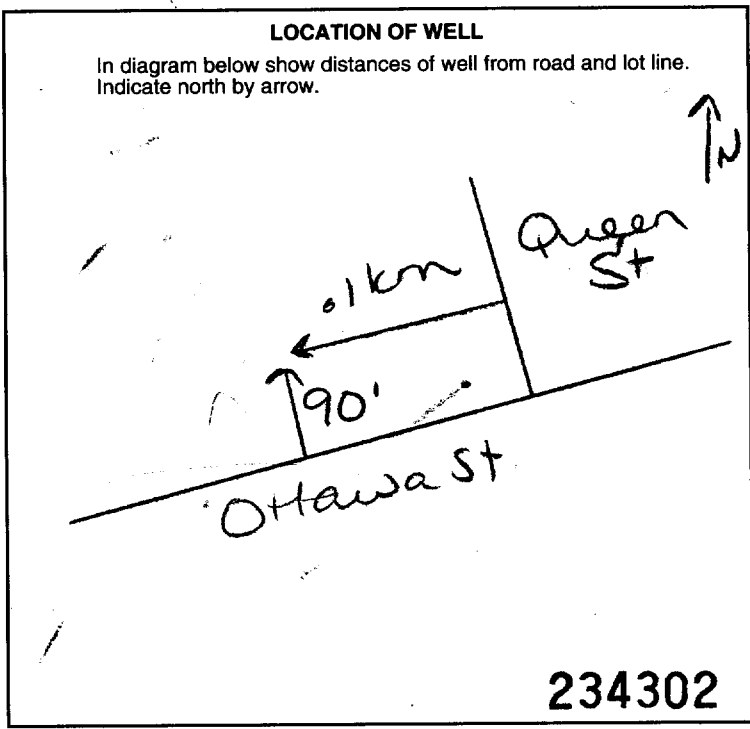 LOCATION OF WELL
In diagram below show distances of well from road and lot line.
Indicate north by arrow.
N
Queen
St
.1km
90'
Ottawa St
234302